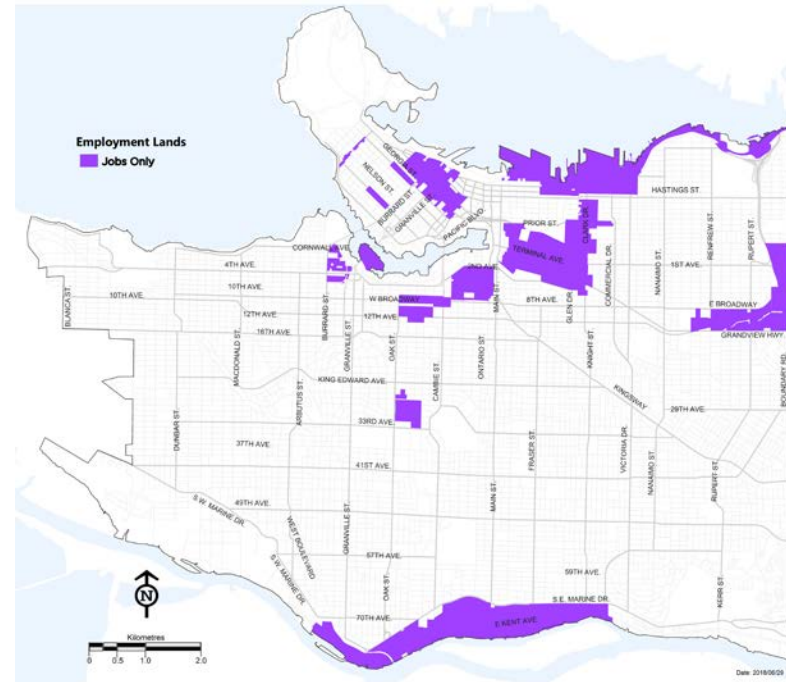 Employment Lands
Jobs Only
GEORGIA ST.
NELSON ST.
BURRARD ST.
GRANVILLE ST.
PACIFIC BLVD.
HASTINGS ST.
PRIOR ST.
CLARK DR.
TERMINAL AVE.
COMMERCIAL DR.
NANAIMO ST.
RENFREW ST.
RUPERT ST.
CORNWALL AVE.
4TH AVE.
2ND AVE.
1ST AVE.
BLANCA ST.
10TH AVE.
10TH AVE.
W BROADWAY
MAIN ST.
8TH AVE.
GLEN DR.
E BROADWAY
12TH AVE.
12TH AVE.
GRANDVIEW HWY.
16TH AVE.
MACDONALD ST.
BURRARD ST.
GRANVILLE ST.
OAK ST.
CAMBIE ST.
ONTARIO ST.
KNIGHT ST.
BOUNDARY RD.
KING EDWARD AVE.
KINGSWAY
29TH AVE.
DUNBAR ST.
ARBUTUS ST.
33RD AVE.
37TH AVE.
41ST AVE.
MAIN ST.
FRASER ST.
VICTORIA DR.
NANAIMO ST.
RUPERT ST.
S.W. MARINE DR.
49TH AVE.
WEST BOULEVARD
GRANVILLE ST.
57TH AVE.
59TH AVE.
S.W. MARINE DR.
OAK ST.
S.E. MARINE DR.
KERR ST.
70TH AVE.
E KENT AVE
N
Kilometres
0 0.5 1.0 2.0
Date: 2018/06/28